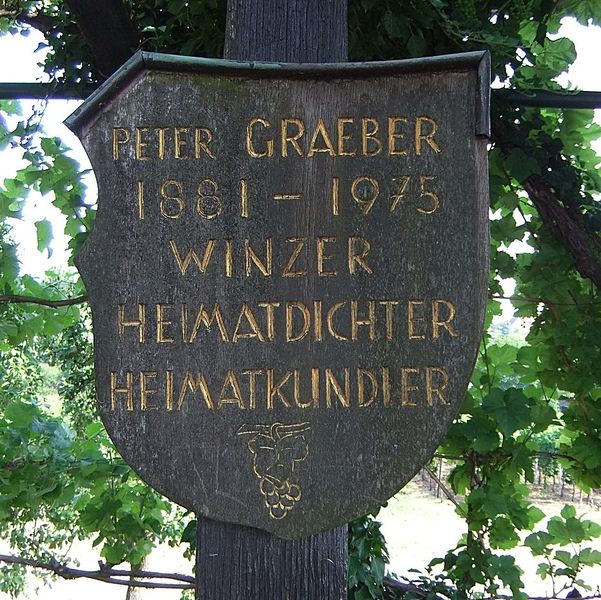 PETER GRAEBER
1881 - 1975
WINZER
HEIMATDICHTER
HEIMATKUNDLER